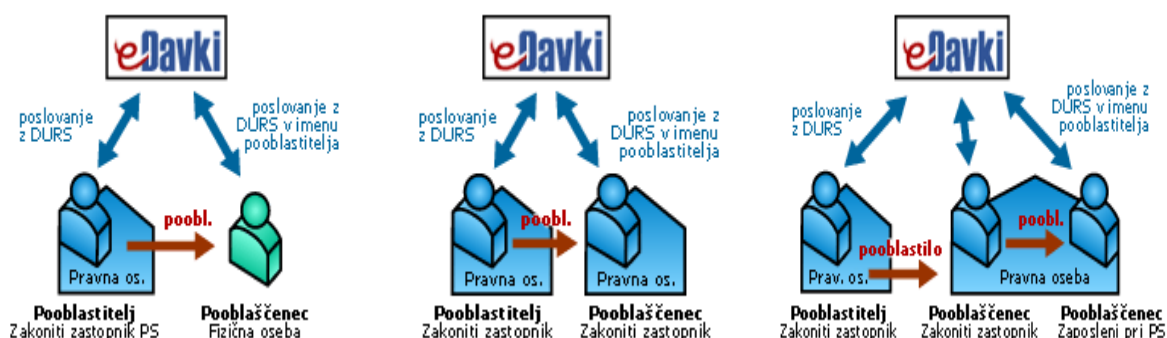 eDavki
poslovanje
z DURS
poslovanje z
DURS v imenu
pooblastitelja
poobl.
Pravna os.
Pooblastitelj
Zakoniti zastopnik PS
Pooblaščenec
Fizična oseba
eDavki
poslovanje
z DURS
poslovanje z
DURS v imenu
pooblastitelja
poobl.
Pravna os.
Pravna os.
Pooblastitelj
Zakoniti zastopnik
Pooblaščenec
Zakoniti zastopnik
eDavki
poslovanje
z DURS
poslovanje z
DURS v imenu
pooblastitelja
poobl.
pooblastilo
Prav. os.
Pravna oseba
Pooblastitelj
Zakoniti zastopnik
Pooblaščenec
Zakoniti zastopnik
Pooblaščenec
Zaposleni pri PS